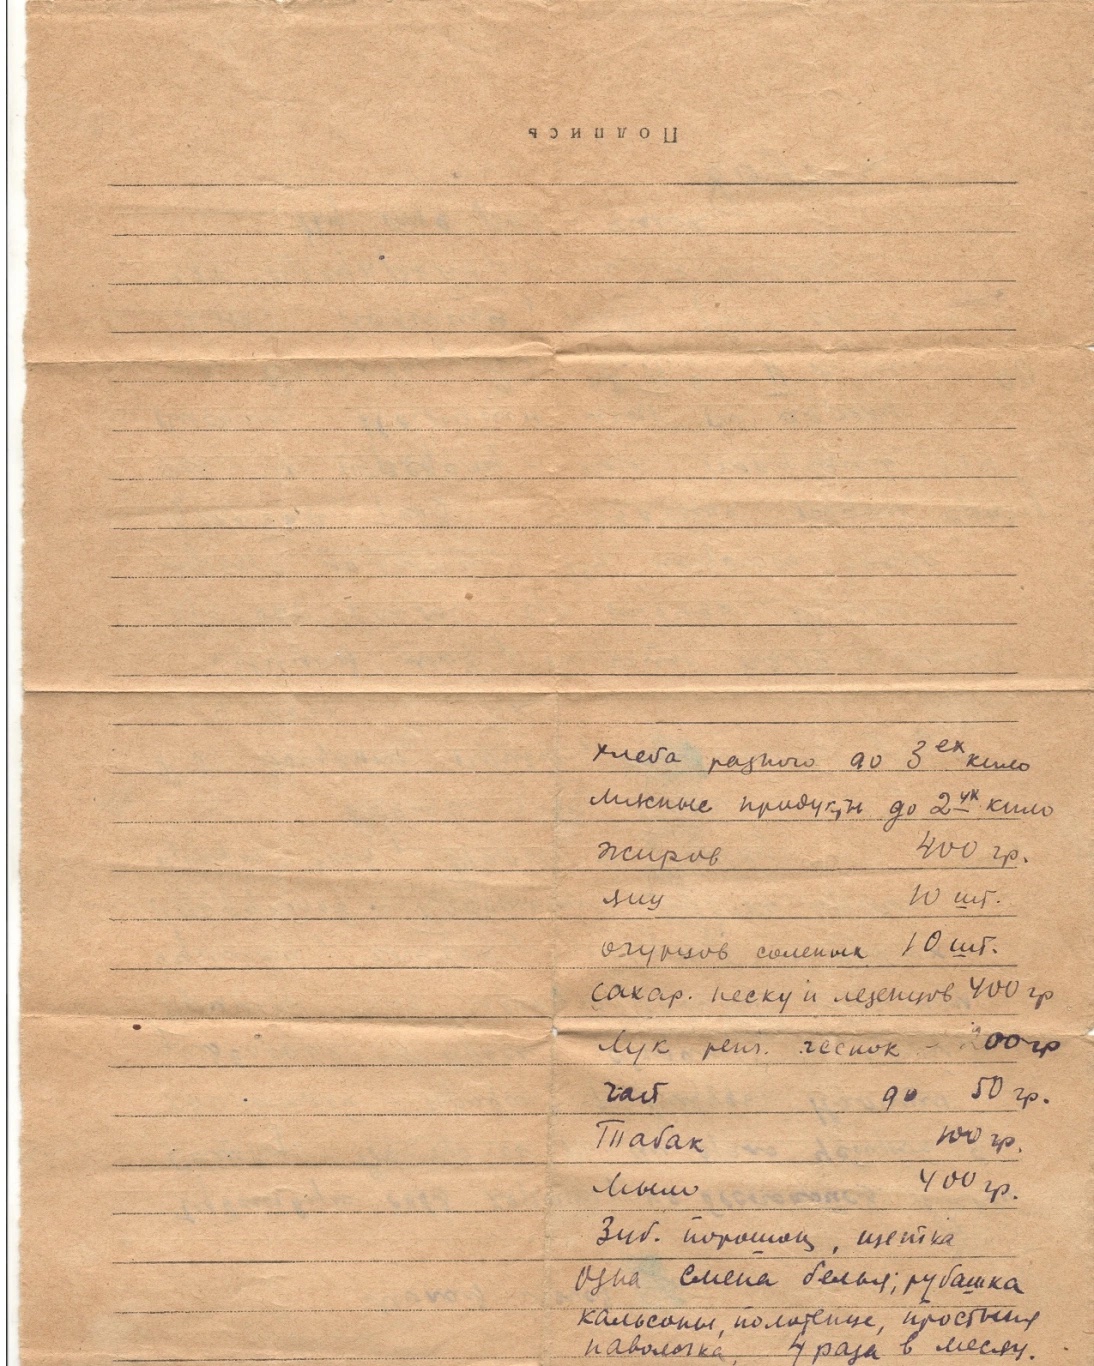 Подпись
хлеба разного до 3ех кило
мясные продукты до 2ух кило
жиров 400 гр.
яиц 10 шт.
огурцов соленых 10 шт.
сахар. песку и леденцов 400 гр
Лук репч. чеснок - 200 гр
чай до 50 гр.
Табак 100 гр.
мыло 400 гр.
Зуб. порошок, щетка
одна смена белья, рубашка
кальсоны, полотенце, простыня
наволочка, 4 раза в месяц.